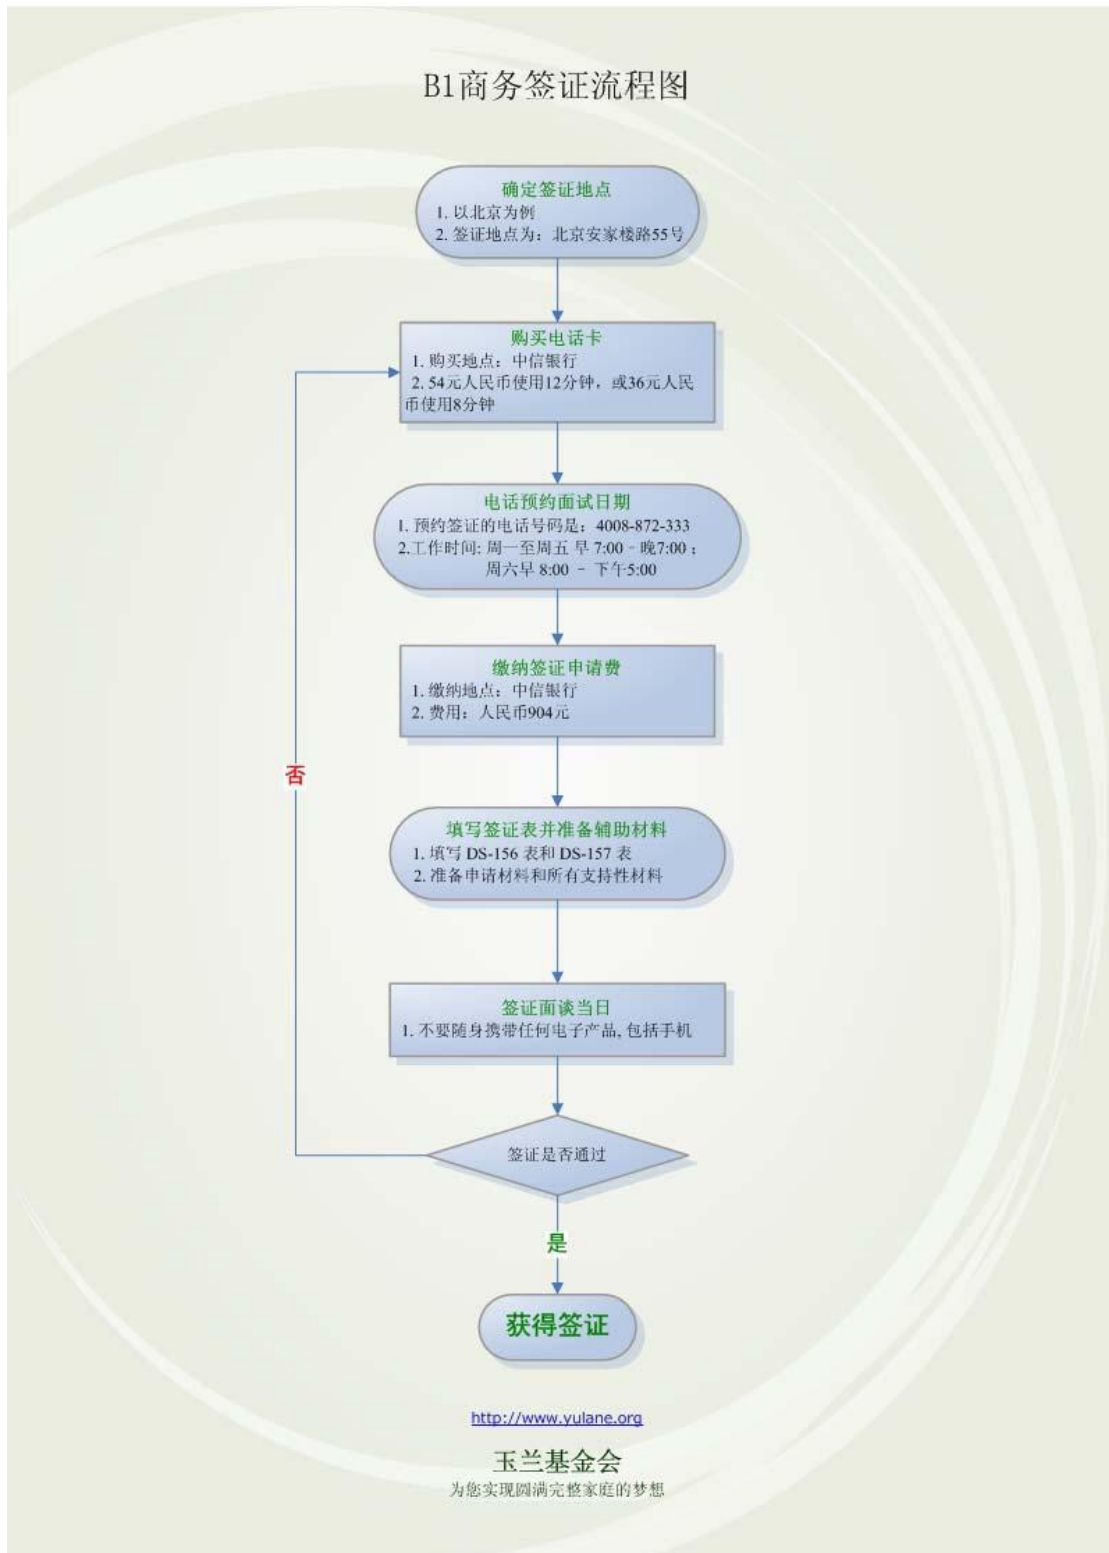 B1商务签证流程图
确定签证地点
1. 以北京为例
2. 签证地点为：北京安家楼路55号
购买电话卡
1. 购买地点：中信银行
2. 54元人民币使用12分钟，或36元人民
币使用8分钟
电话预约面试日期
1. 预约签证的电话号码是：4008-872-333
2.工作时间: 周一至周五 早 7:00 - 晚7:00；
周六早 8:00 - 下午5:00
缴纳签证申请费
1. 缴纳地点：中信银行
2. 费用：人民币904元
否
填写签证表并准备辅助材料
1. 填写 DS-156 表和 DS-157 表
2. 准备申请材料和所有支持性材料
签证面谈当日
1. 不要随身携带任何电子产品, 包括手机
签证是否通过
是
获得签证
http://www.yulane.org
玉兰基金会
为您实现圆满完整家庭的梦想